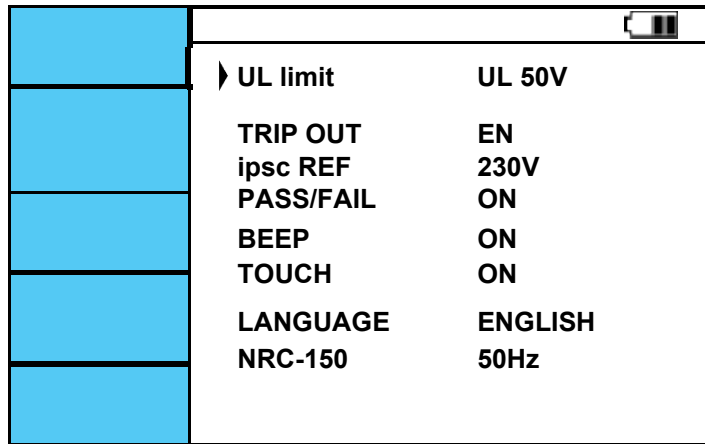 UL limit UL 50V
TRIP OUT EN
ipsc REF 230V
PASS/FAIL ON
BEEP ON
TOUCH ON
LANGUAGE ENGLISH
NRC-150 50Hz